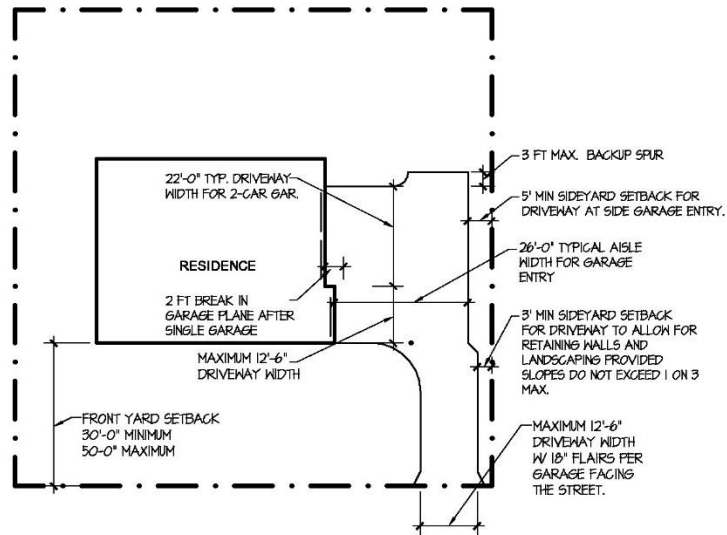 3 FT MAX. BACKUP SPUR
22'-0" TYP. DRIVEWAY
WIDTH FOR 2-CAR GAR.
5' MIN SIDEYARD SETBACK FOR
DRIVEWAY AT SIDE GARAGE ENTRY.
26'-0" TYPICAL AISLE
WIDTH FOR GARAGE
ENTRY
RESIDENCE
2 FT BREAK IN
GARAGE PLANE AFTER
SINGLE GARAGE
3' MIN SIDEYARD SETBACK
FOR DRIVEWAY TO ALLOW FOR
RETAINING WALLS AND
LANDSCAPING PROVIDED
SLOPES DO NOT EXCEED 1 ON 3
MAX.
MAXIMUM 12'-6"
DRIVEWAY WIDTH
FRONT YARD SETBACK
30'-0" MINIMUM
50-0" MAXIMUM
MAXIMUM 12'-6"
DRIVEWAY WIDTH
W/ 18" FLAIRS PER
GARAGE FACING
THE STREET.